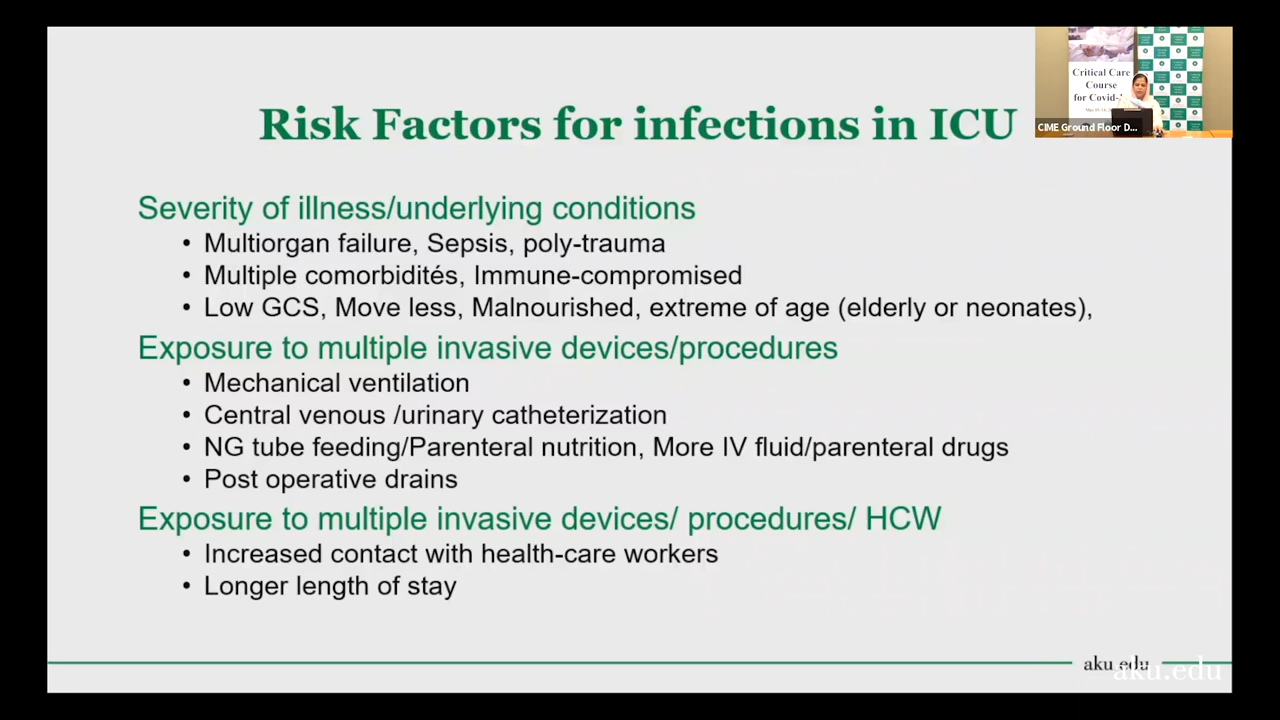 Critical Care
Course
for Covid-
CIME Ground Floor D...
Risk Factors for infections in ICU
Severity of illness/underlying conditions
• Multiorgan failure, Sepsis, poly-trauma
• Multiple comorbidités, Immune-compromised
• Low GCS, Move less, Malnourished, extreme of age (elderly or neonates),
Exposure to multiple invasive devices/procedures
• Mechanical ventilation
• Central venous /urinary catheterization
• NG tube feeding/Parenteral nutrition, More IV fluid/parenteral drugs
• Post operative drains
Exposure to multiple invasive devices/ procedures/ HCW
• Increased contact with health-care workers
• Longer length of stay
aku.edu
aku.edu